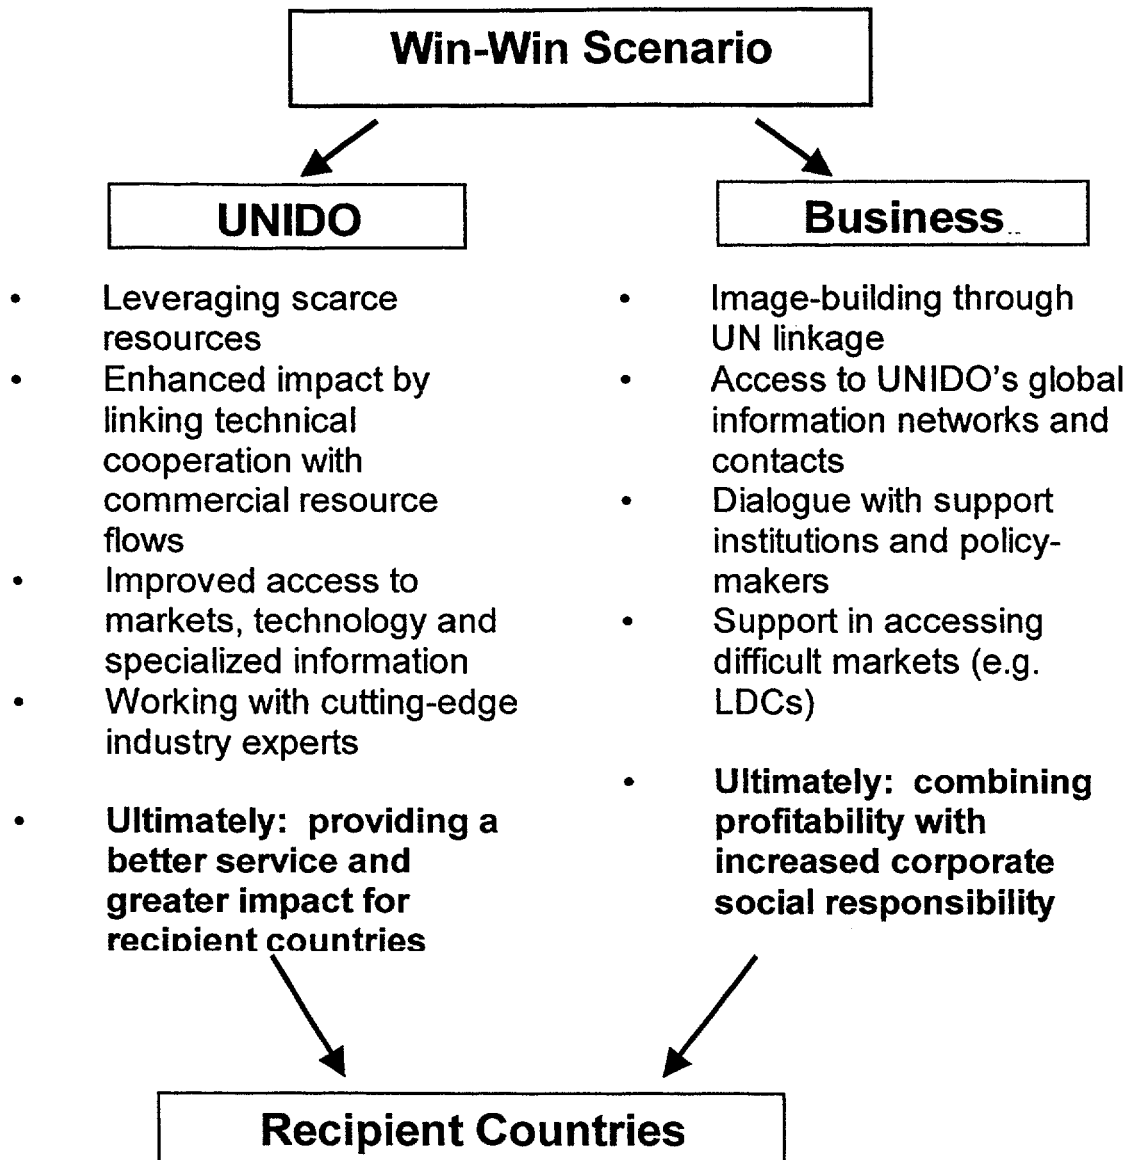 Win-Win Scenario
UNIDO
• Leveraging scarce
resources
• Enhanced impact by
linking technical
cooperation with
commercial resource
flows
• Improved access to
markets, technology and
specialized information
• Working with cutting-edge
industry experts
• Ultimately: providing a
better service and
greater impact for
recipient countries
Business
• Image-building through
UN linkage
• Access to UNIDO's global
information networks and
contacts
• Dialogue with support
institutions and policy-
makers
• Support in accessing
difficult markets (e.g.
LDCs)
• Ultimately: combining
profitability with
increased corporate
social responsibility
Recipient Countries